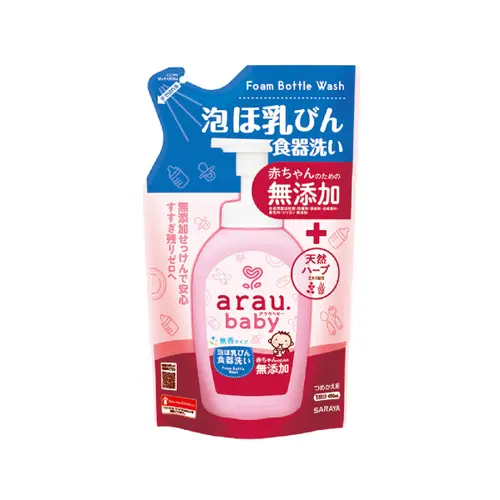 Foam Bottle Wash
泡ほ乳びん
食器洗い
赤ちゃんのための
無添加
+
天然
ハーブ
無添加せっけんで安心
すすぎ残りゼロへ
arau.
アラウベビー
baby
無香タイプ
泡ほ乳びん
食器洗い
Foam Bottle
Wash
赤ちゃんのための
無添加
つめかえ用
SARAYA